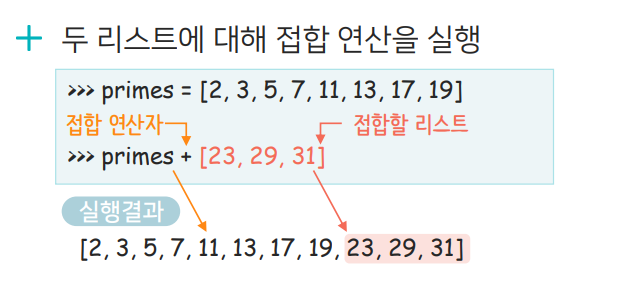 + 두 리스트에 대해 접합 연산을 실행
>>> primes = [2, 3, 5, 7, 11, 13, 17, 19]
접합 연산자 접합할 리스트
>>> primes + [23, 29, 31]
실행결과
[2, 3, 5, 7, 11, 13, 17, 19, 23, 29, 31]